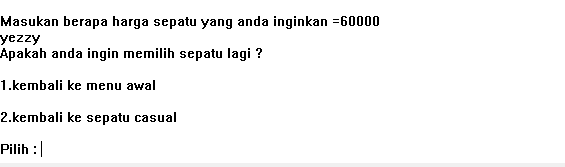 Masukan berapa harga sepatu yang anda inginkan =60000
yezzy
Apakah anda ingin memilih sepatu lagi ?
1.kembali ke menu awal
2.kembali ke sepatu casual
Pilih :